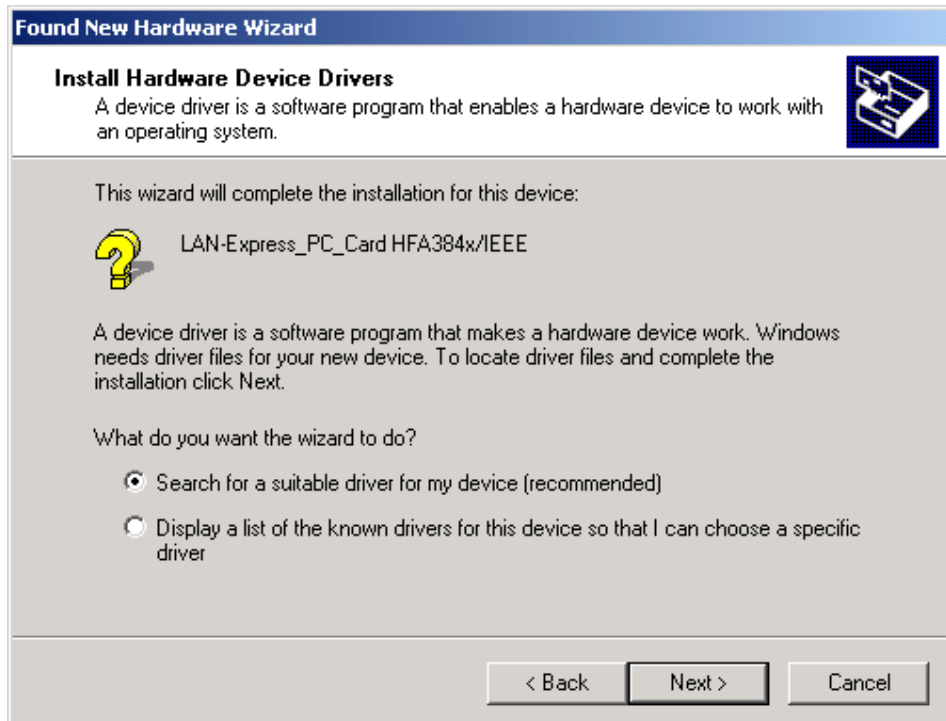 Found New Hardware Wizard
Install Hardware Device Drivers
A device driver is a software program that enables a hardware device to work with
an operating system.
This wizard will complete the installation for this device:
LAN-Express_PC_Card HFA384x/IEEE
A device driver is a software program that makes a hardware device work. Windows
needs driver files for your new device. To locate driver files and complete the
installation click Next.
What do you want the wizard to do?
Search for a suitable driver for my device (recommended)
Display a list of the known drivers for this device so that I can choose a specific
driver
< Back
Next >
Cancel